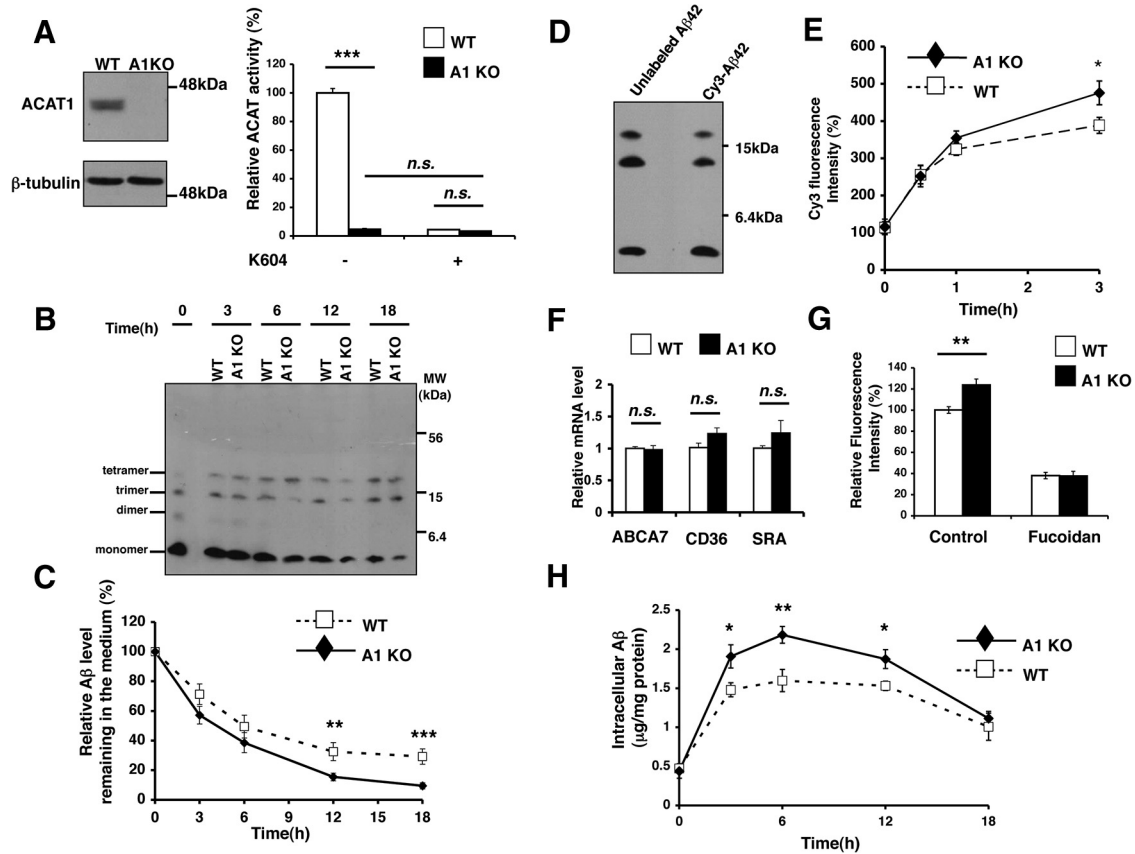 A
WT A1KO
48kDa
ACAT1
β-tubulin
48kDa
Relative ACAT activity (%)
120
100
80
60
40
20
0
***
n.s.
n.s.
WT
A1 KO
K604 - +
B
Time(h)
0 3 6 12 18
WT A1 KO WT A1 KO WT A1 KO WT A1 KO
MW
(kDa)
56
15
6.4
tetramer
trimer
dimer
monomer
C
Relative Aβ level
remaining in the medium (%)
120
100
80
60
40
20
0
WT
A1 KO
**
***
0 3 6 9 12 15 18
Time(h)
D
Unlabeled Aβ42
Cy3-Aβ42
15kDa
6.4kDa
E
Cy3 fluorescence
Intensity (%)
600
500
400
300
200
100
0
A1 KO
WT
*
0 1 2 3
Time(h)
F
WT A1 KO
Relative mRNA level
2
1.5
1
0.5
0
n.s. n.s. n.s.
ABCA7 CD36 SRA
G
Relative Fluorescence
Intensity (%)
140
120
100
80
60
40
20
0
**
WT
A1 KO
Control Fucoidan
H
Intracellular Aβ
(μg/mg protein)
2.5
2
1.5
1
0.5
0
* ** *
A1 KO
WT
0 6 12 18
Time(h)